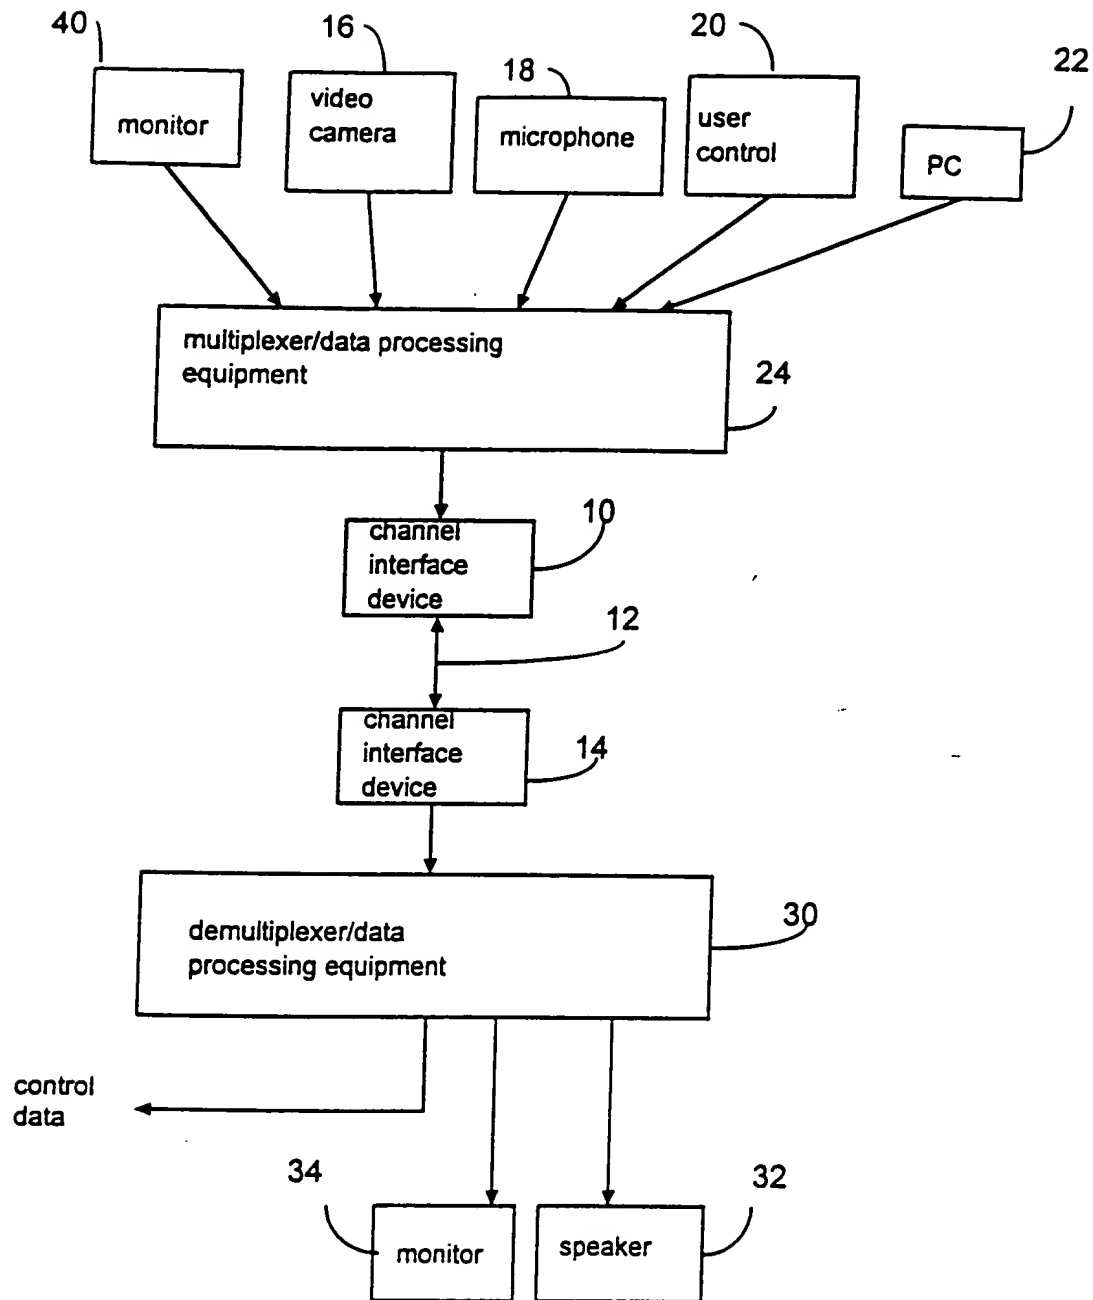 40
16
18
20
22
monitor
video
camera
microphone
user
control
PC
multiplexer/data processing
equipment
24
channel
interface
device
10
12
channel
interface
device
14
demultiplexer/data
processing equipment
30
control
data
34
32
monitor
speaker